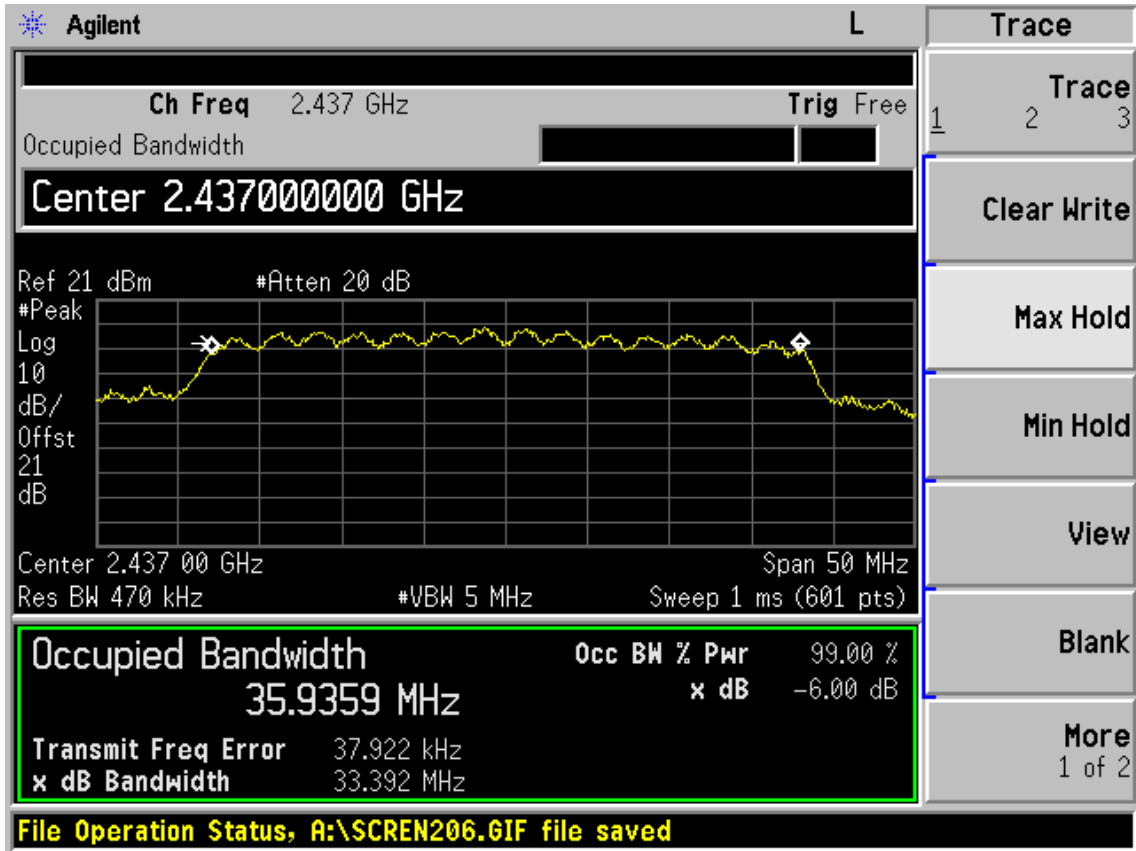 Agilent
L
Trace
Ch Freq 2.437 GHz
Trig Free
Occupied Bandwidth
Center 2.437000000 GHz
Ref 21 dBm
#Atten 20 dB
#Peak
Log
10
dB/
Offst
21
dB
Center 2.437 00 GHz
Span 50 MHz
Res BW 470 kHz
#VBW 5 MHz
Sweep 1 ms (601 pts)
Occupied Bandwidth
35.9359 MHz
Occ BW % Pwr 99.00 %
x dB -6.00 dB
Transmit Freq Error 37.922 kHz
x dB Bandwidth 33.392 MHz
File Operation Status, A:\SCREN206.GIF file saved
Trace
1 2 3
Clear Write
Max Hold
Min Hold
View
Blank
More
1 of 2